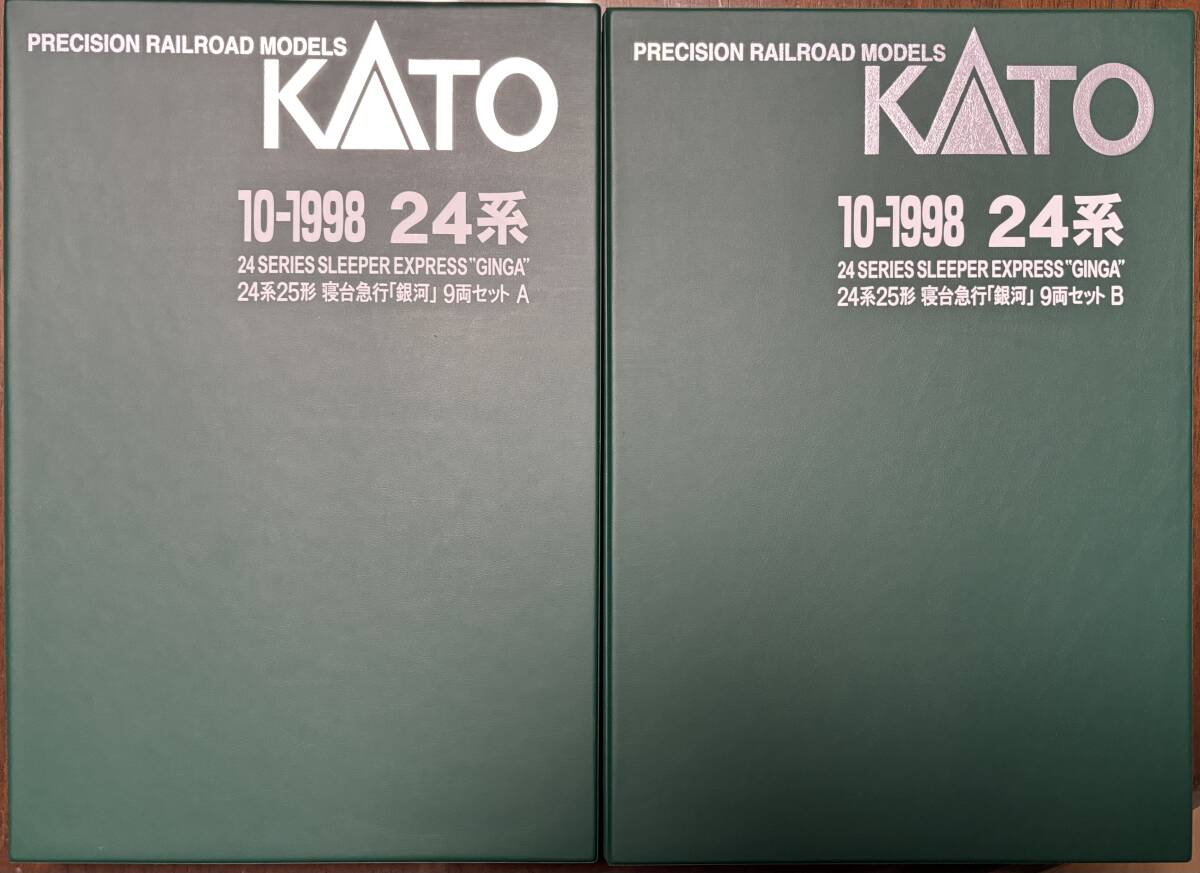 PRECISION RAILROAD MODELS
KATO
10-1998 24系
24 SERIES SLEEPER EXPRESS "GINGA"
24系25形 寝台急行「銀河」 9両セット A
PRECISION RAILROAD MODELS
KATO
10-1998 24系
24 SERIES SLEEPER EXPRESS "GINGA"
24系25形 寝台急行「銀河」 9両セット B